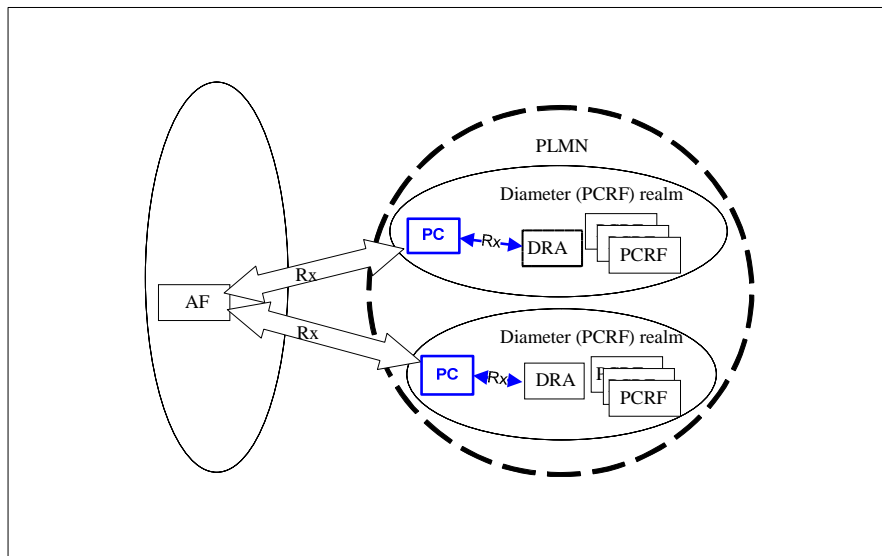 PLMN
Diameter (PCRF) realm
PC
Rx
DRA
PCRF
Rx
AF
Rx
Diameter (PCRF) realm
PC
Rx
DRA
PCRF